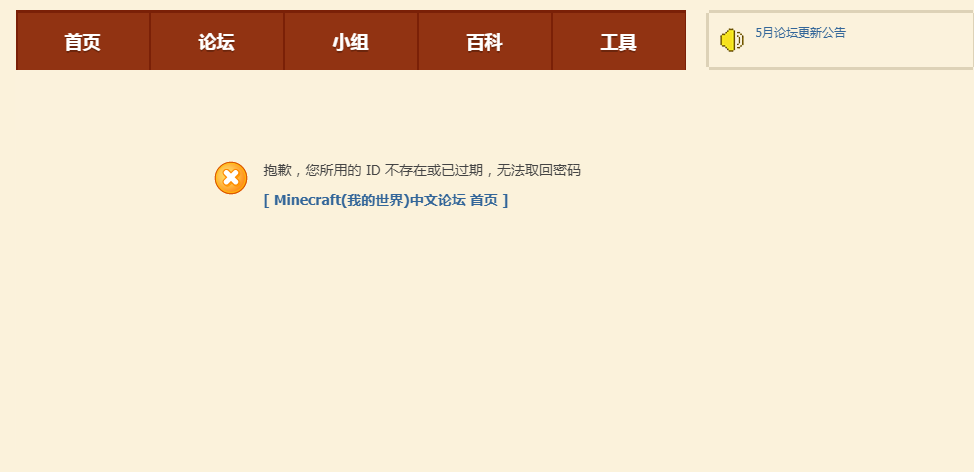 首页 论坛 小组 百科 工具
5月论坛更新公告
抱歉，您所用的 ID 不存在或已过期，无法取回密码
[ Minecraft(我的世界)中文论坛 首页 ]